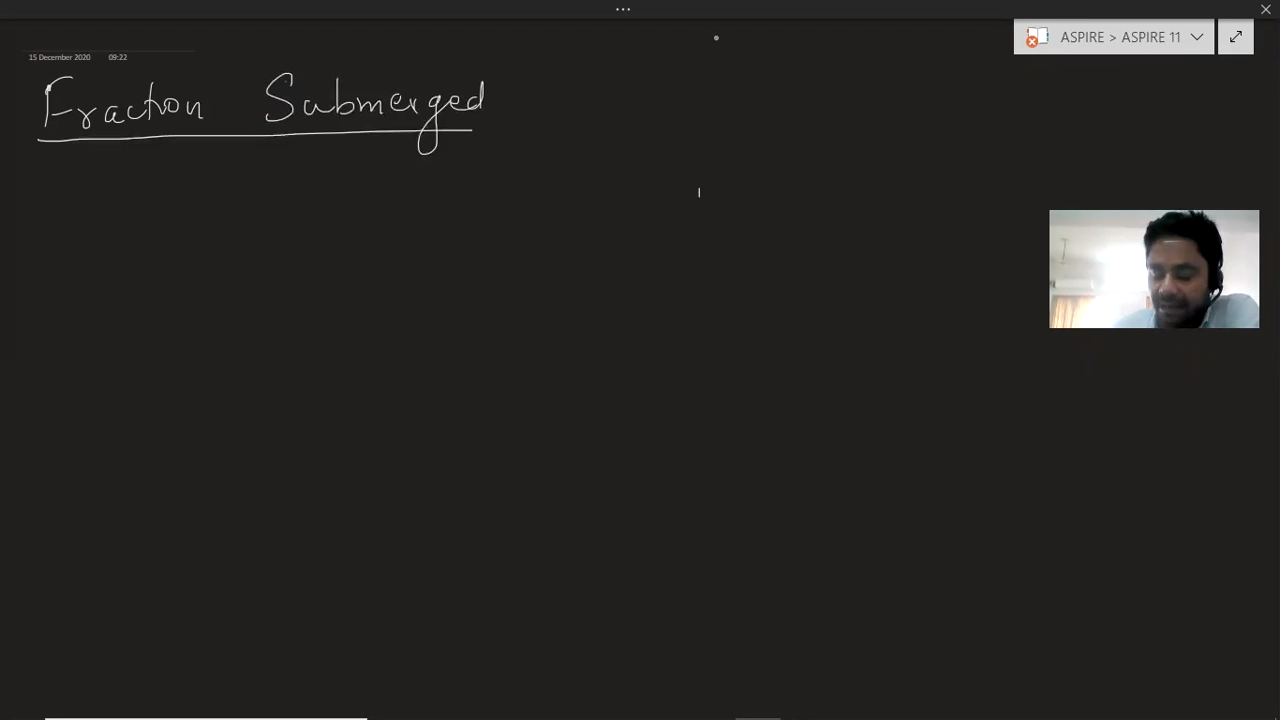 ASPIRE > ASPIRE 11
15 December 2020 09:22
Fraction Submerged